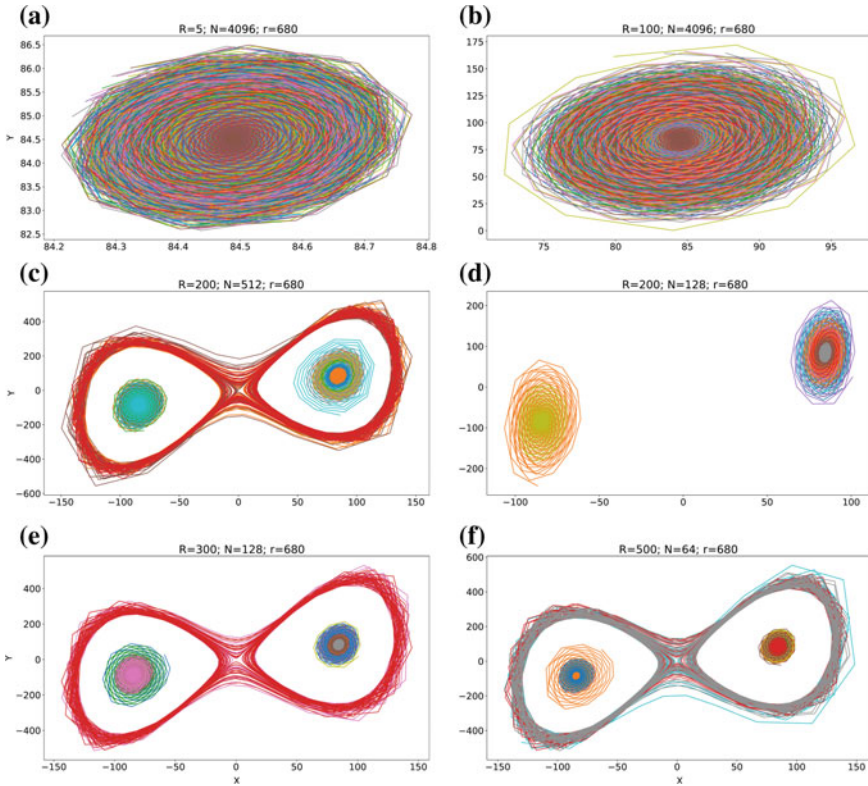 (a) (b)
R=5; N=4096; r=680 R=100; N=4096; r=680
86.5 175
86.0 150
85.5 125
85.0 100
Y 84.5 75
84.0 50
83.5 25
83.0 0
82.5
84.2 84.3 84.4 84.5 84.6 84.7 84.8 75 80 85 90 95
(c) (d)
R=200; N=512; r=680 R=200; N=128; r=680
400 200
200 100
Y 0 0
−200 −100
−400 −200
−600
−150 −100 −50 0 50 100 150 −100 −50 0 50 100
(e) (f)
R=300; N=128; r=680 R=500; N=64; r=680
600
400 400
200 200
Y 0 0
−200 −200
−400 −400
−150 −100 −50 0 50 100 150 −150 −100 −50 0 50 100 150
X X